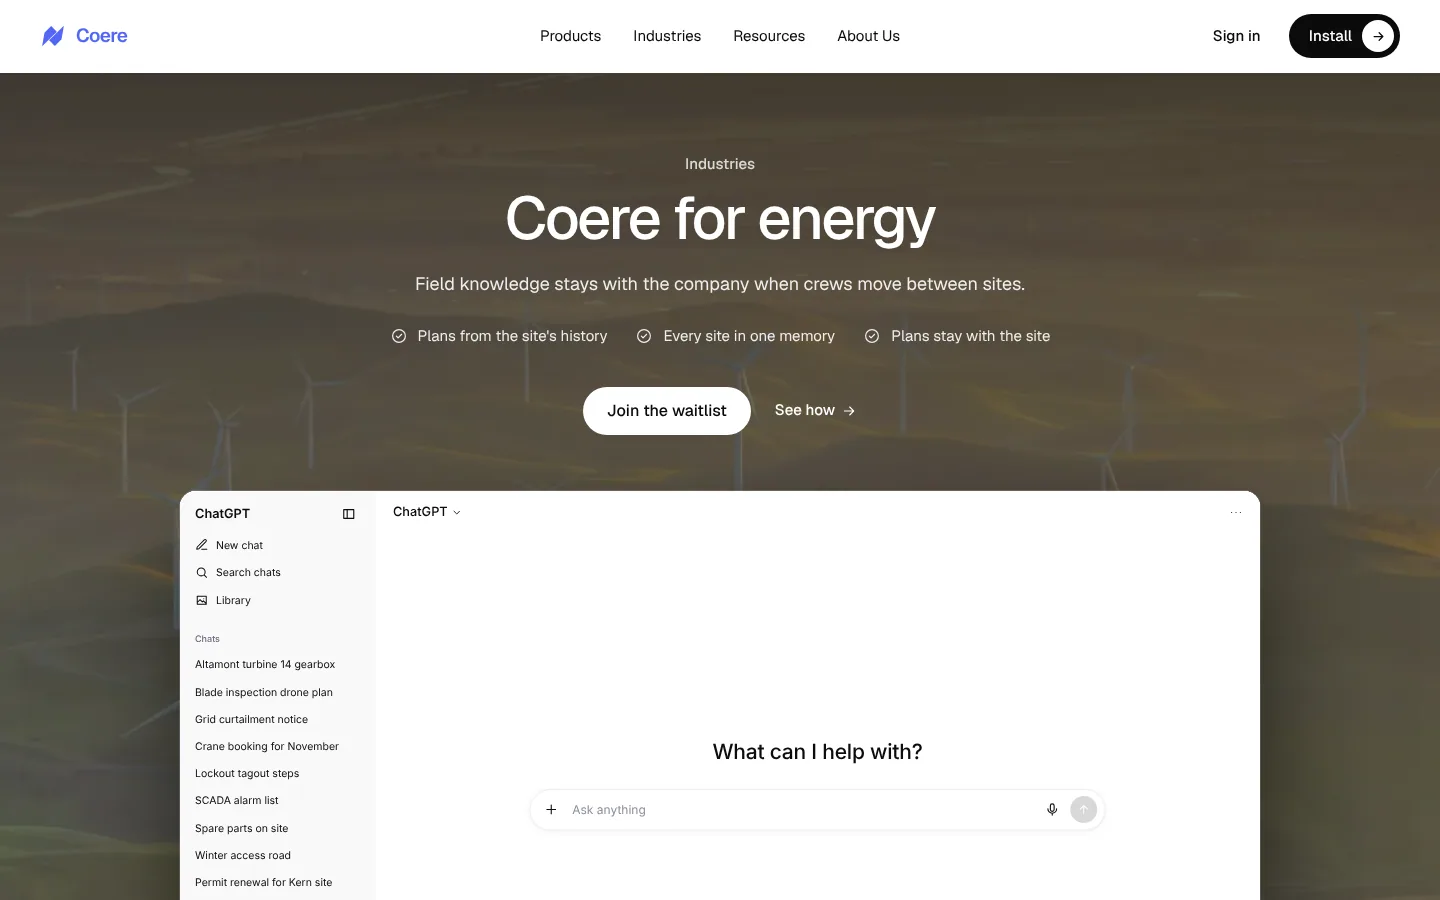 Coere
Products
Industries
Resources
About Us
Sign in
Install
Industries
Coere for energy
Field knowledge stays with the company when crews move between sites.
Plans from the site's history
Every site in one memory
Plans stay with the site
Join the waitlist
See how
ChatGPT
New chat
Search chats
Library
Chats
Altamont turbine 14 gearbox
Blade inspection drone plan
Grid curtailment notice
Crane booking for November
Lockout tagout steps
SCADA alarm list
Spare parts on site
Winter access road
Permit renewal for Kern site
ChatGPT
What can I help with?
Ask anything